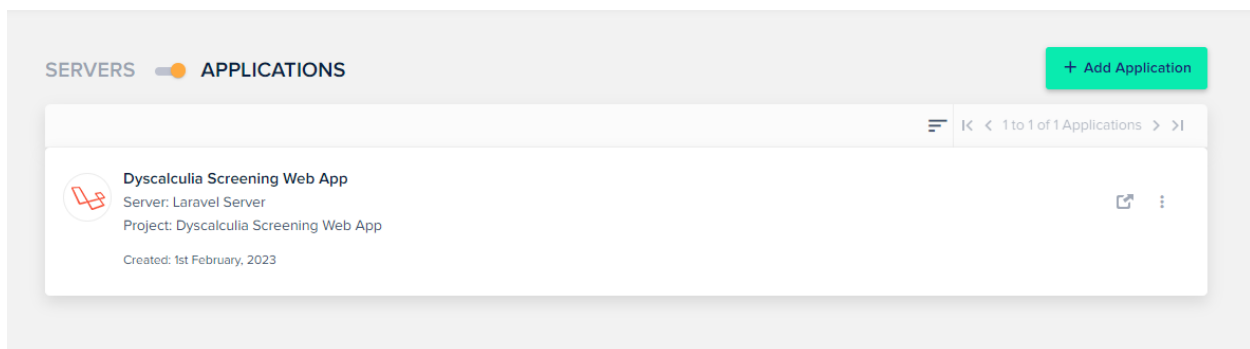 SERVERS APPLICATIONS
+ Add Application
1 to 1 of 1 Applications
Dyscalculia Screening Web App
Server: Laravel Server
Project: Dyscalculia Screening Web App
Created: 1st February, 2023